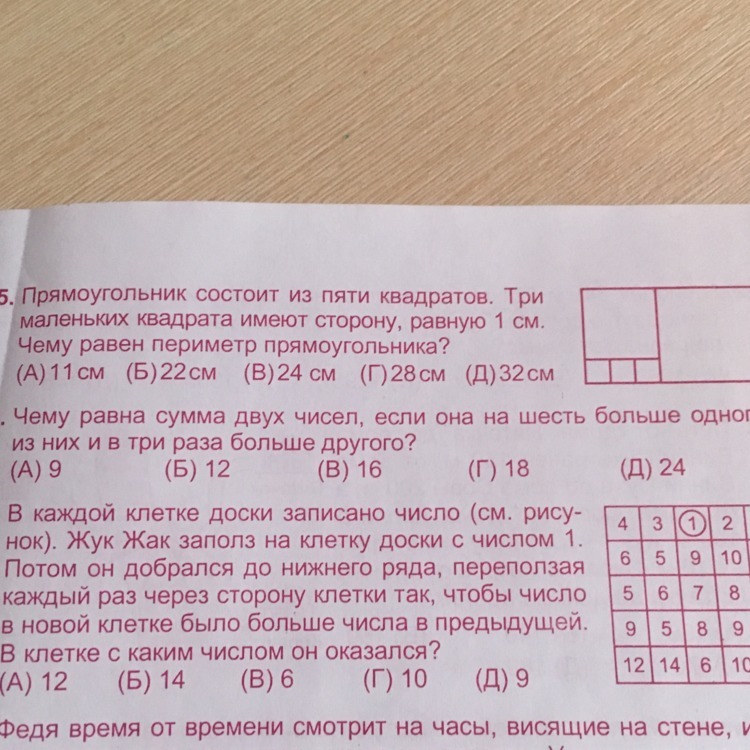 5. Прямоугольник состоит из пяти квадратов. Три
маленьких квадрата имеют сторону, равную 1 см.
Чему равен периметр прямоугольника?
(А) 11 см (Б) 22 см (В) 24 см (Г) 28 см (Д) 32 см
. Чему равна сумма двух чисел, если она на шесть больше
из них и в три раза больше другого?
(А) 9 (Б) 12 (В) 16 (Г) 18 (Д) 24
В каждой клетке доски записано число (см. рису-
нок). Жук Жак заполз на клетку доски с числом 1.
Потом он добрался до нижнего ряда, переползая
каждый раз через сторону клетки так, чтобы число
в новой клетке было больше числа в предыдущей.
В клетке с каким числом он оказался?
(А) 12 (Б) 14 (В) 6 (Г) 10 (Д) 9
4 3 1 2
6 5 9 10
5 6 7 8
9 5 8 9
12 14 6 10
Федя время от времени смотрит на часы, висящие на стене,